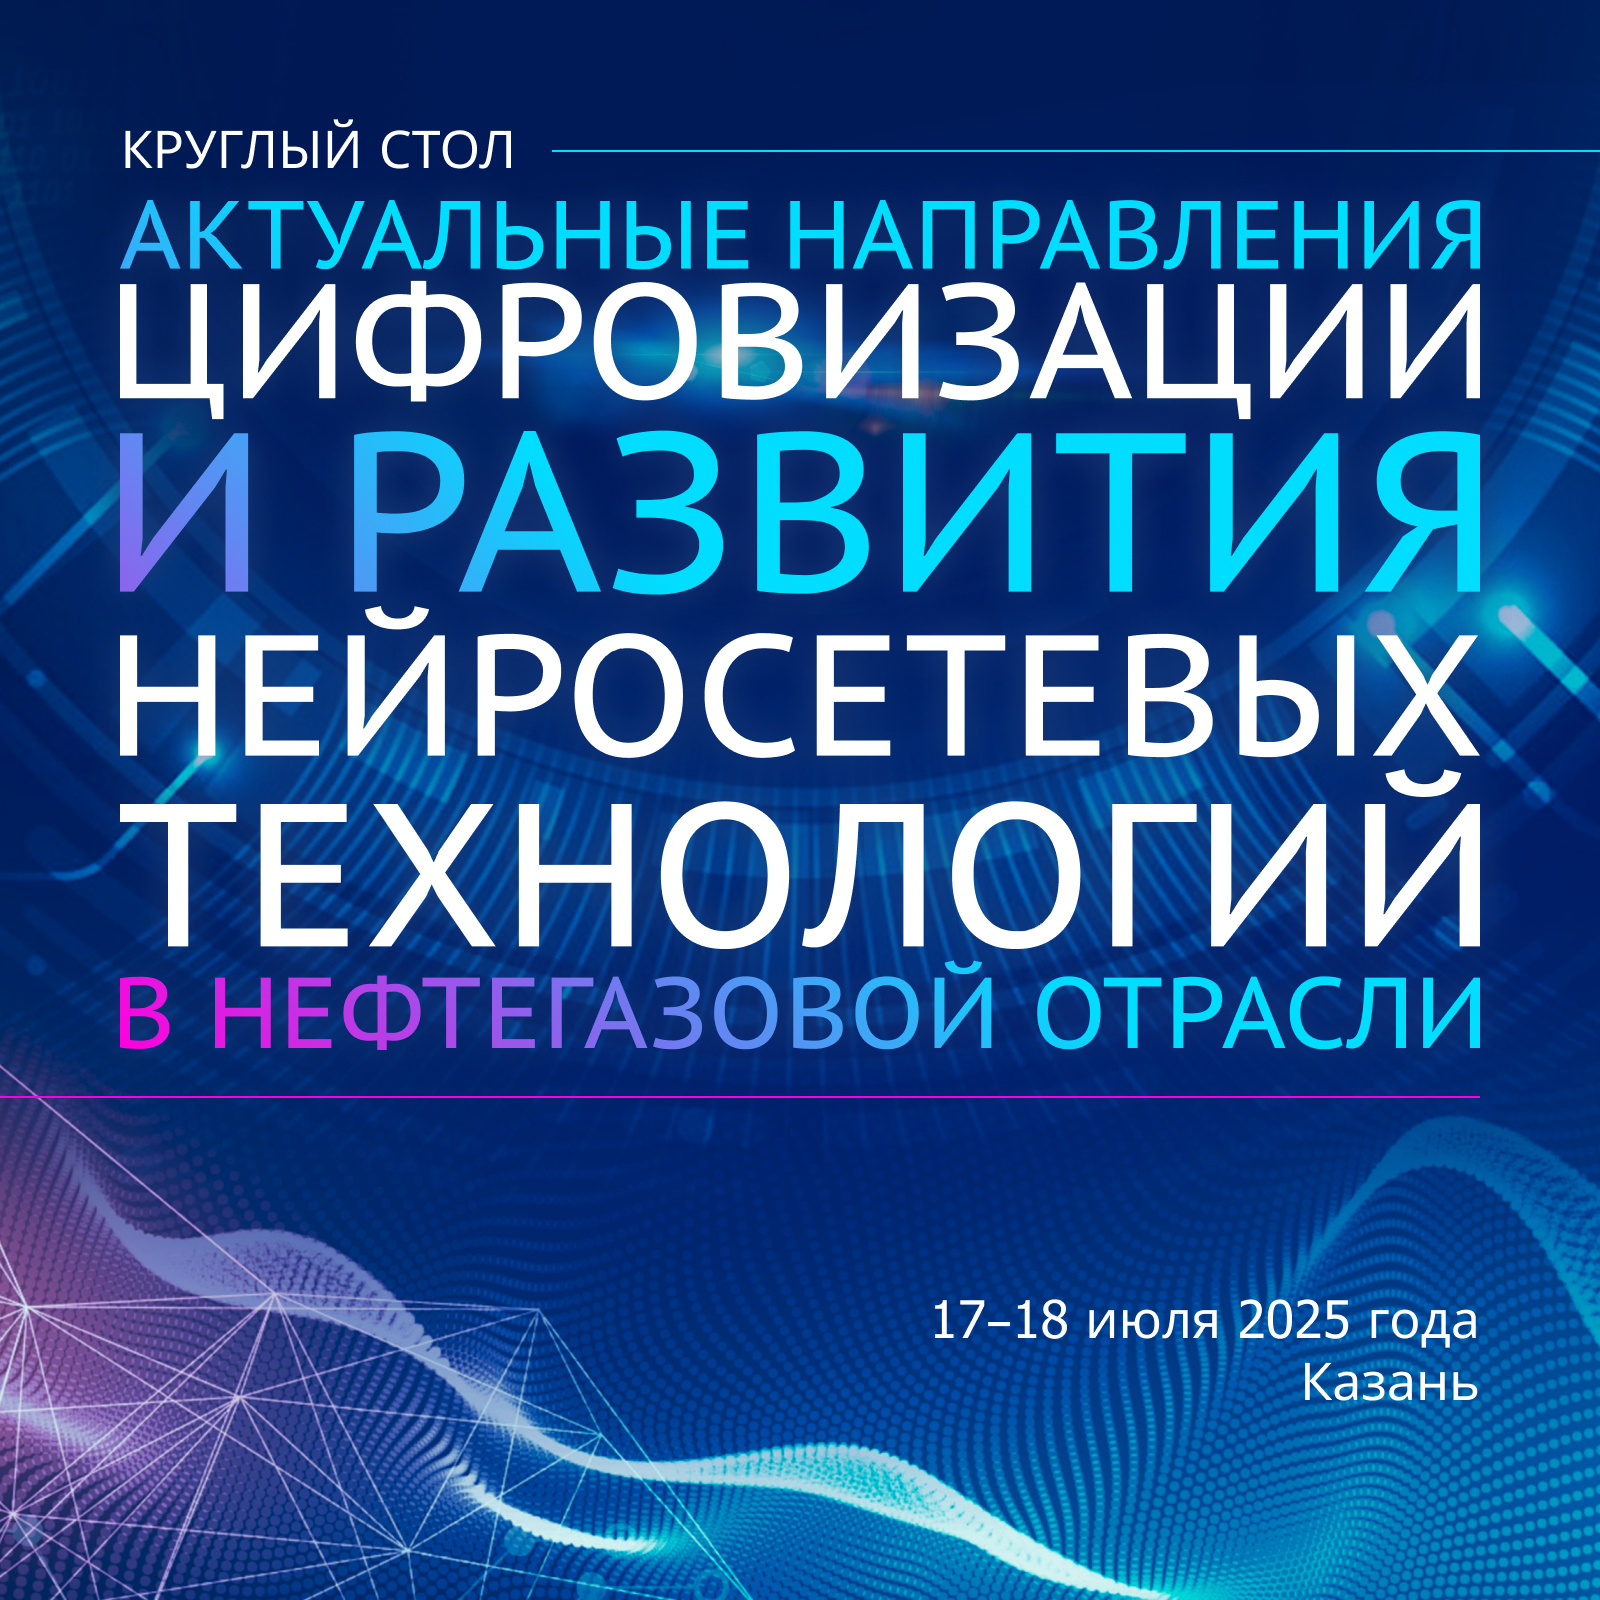 КРУГЛЫЙ СТОЛ
АКТУАЛЬНЫЕ НАПРАВЛЕНИЯ
ЦИФРОВИЗАЦИИ
И РАЗВИТИЯ
НЕЙРОСЕТЕВЫХ
ТЕХНОЛОГИЙ
В НЕФТЕГАЗОВОЙ ОТРАСЛИ
17–18 июля 2025 года
Казань